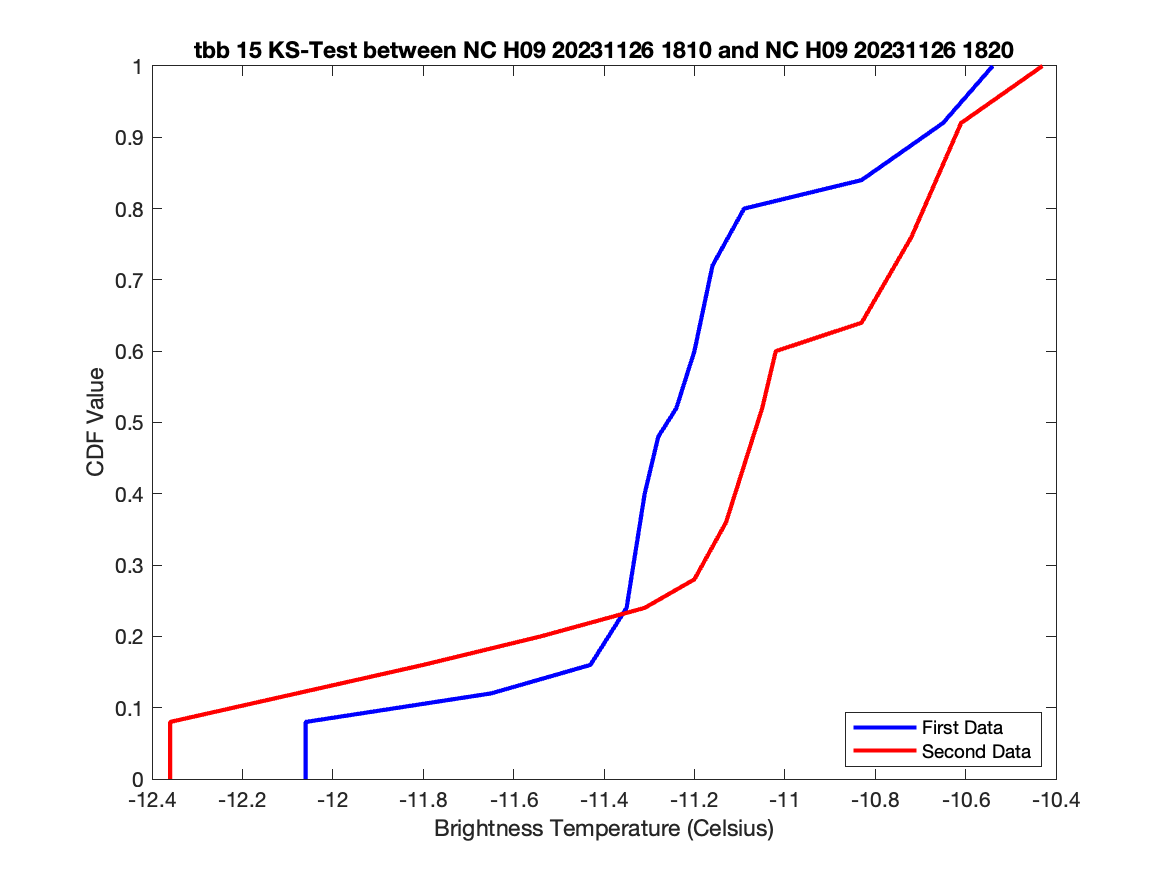 tbb 15 KS-Test between NC H09 20231126 1810 and NC H09 20231126 1820
1
0.9
0.8
0.7
0.6
0.5
0.4
0.3
0.2
0.1
0
CDF Value
First Data
Second Data
-12.4 -12.2 -12 -11.8 -11.6 -11.4 -11.2 -11 -10.8 -10.6 -10.4
Brightness Temperature (Celsius)